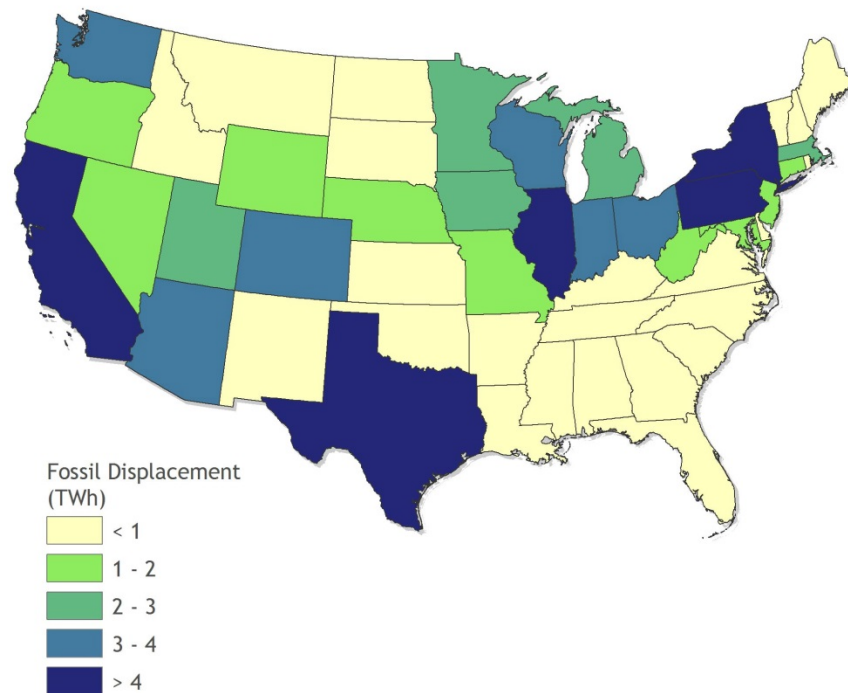 Fossil Displacement
(TWh)
< 1
1 - 2
2 - 3
3 - 4
> 4